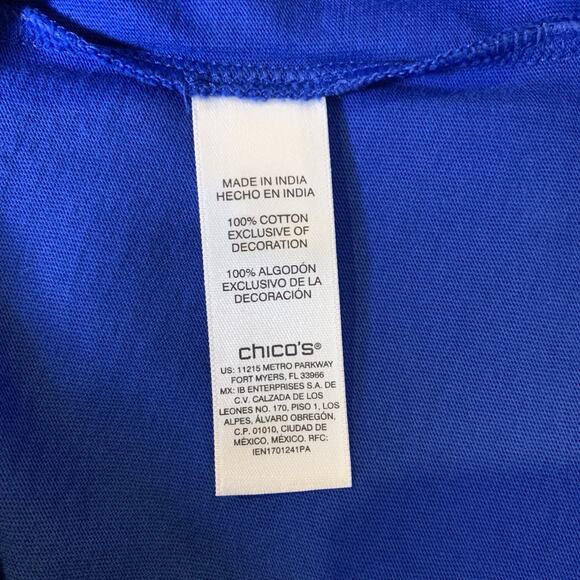 MADE IN INDIA
HECHO EN INDIA
100% COTTON
EXCLUSIVE OF
DECORATION
100% ALGODÓN
EXCLUSIVO DE LA
DECORACIÓN
chico's®
US: 11215 METRO PARKWAY
FORT MYERS, FL 33966
MX: IB ENTERPRISES S.A. DE
C.V. CALZADA DE LOS
LEONES NO. 170, PISO 1, LOS
ALPES, ÁLVARO OBREGÓN,
C.P. 01010, CIUDAD DE
MÉXICO, MÉXICO. RFC:
IEN1701241PA